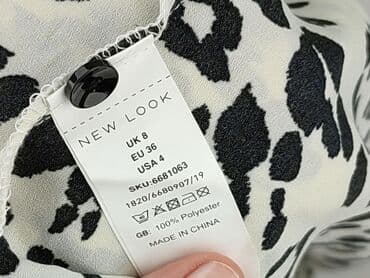 NEW LOOK
UK 8
EU 36
USA 4
SKU:6681063
1820/6680907/19
GB: 100% Polyester
MADE IN CHINA